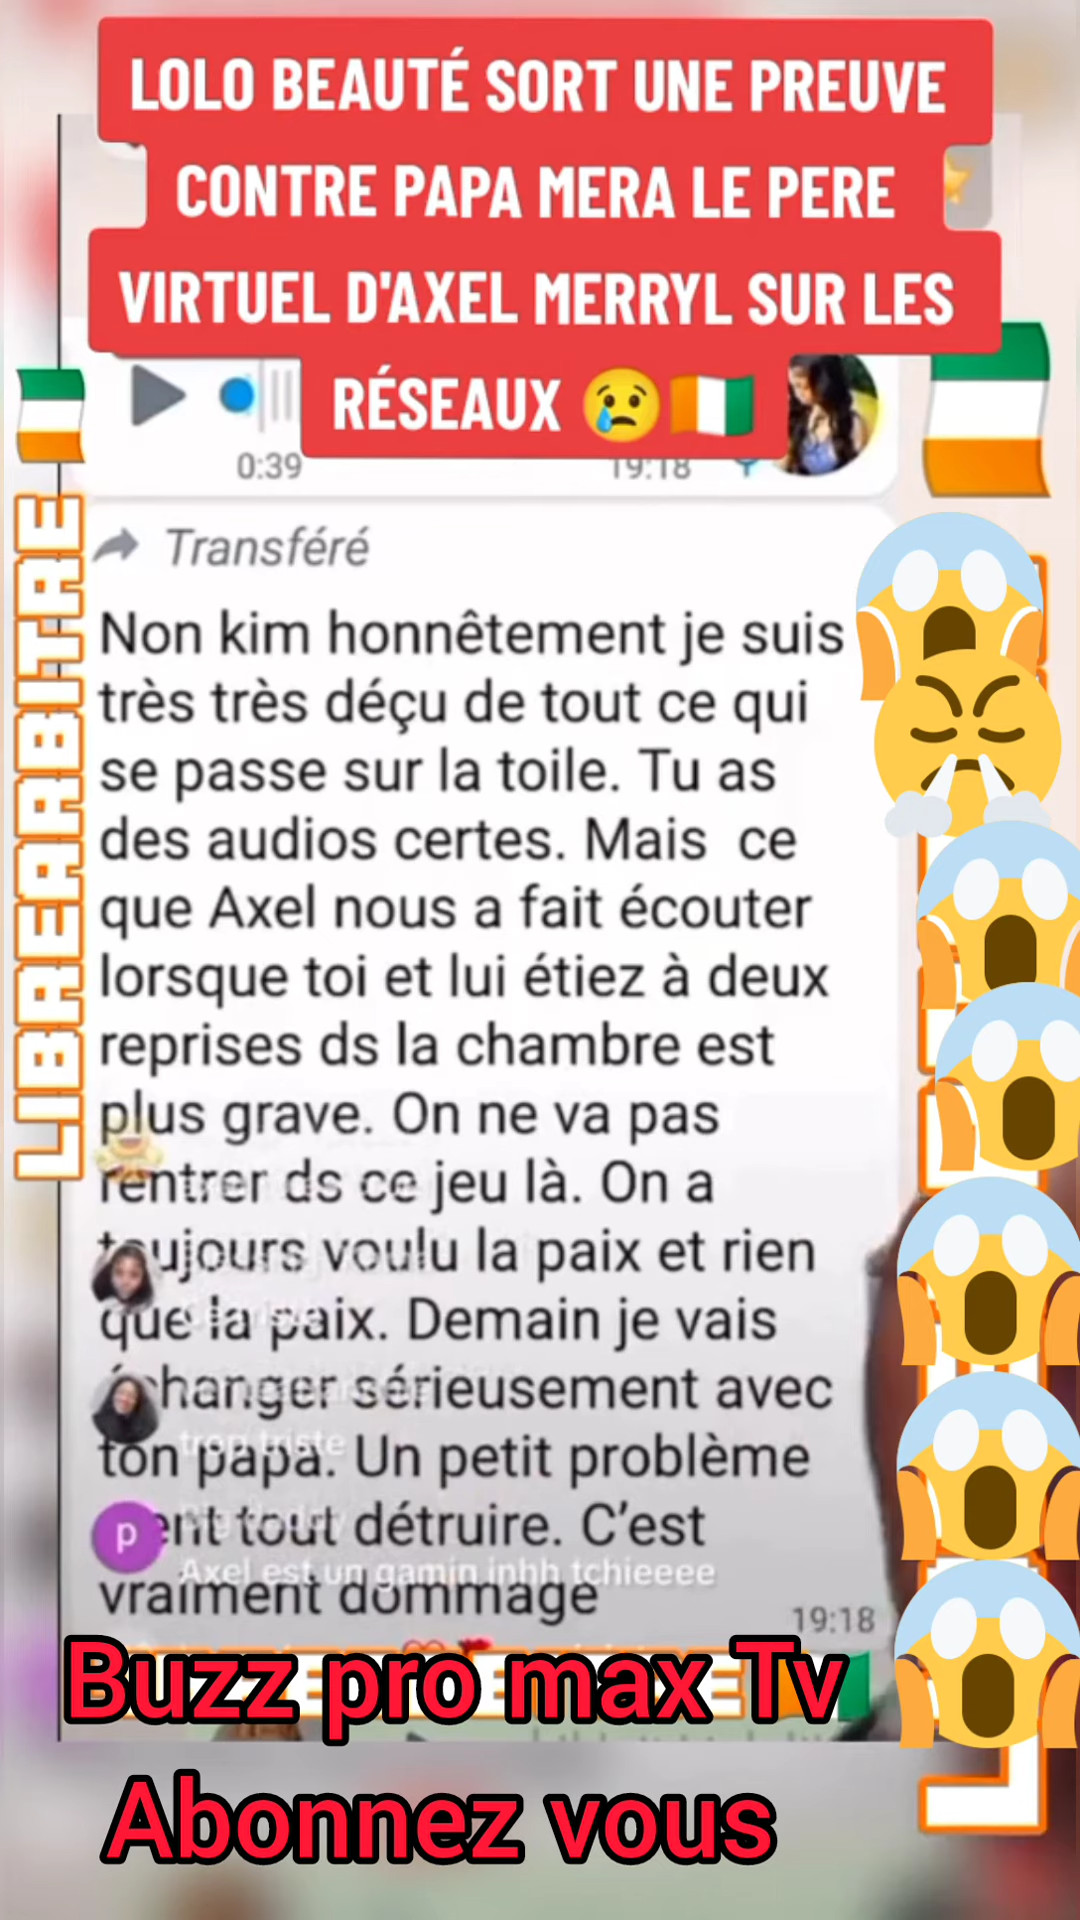 LOLO BEAUTÉ SORT UNE PREUVE
CONTRE PAPA MERA LE PERE
VIRTUEL D'AXEL MERRYL SUR LES
RÉSEAUX 😢🇨🇮
0:39
19:18
LIBREARBITRE
Transféré
Non kim honnêtement je suis
très très déçu de tout ce qui
se passe sur la toile. Tu as
des audios certes. Mais ce
que Axel nous a fait écouter
lorsque toi et lui étiez à deux
reprises ds la chambre est
plus grave. On ne va pas
rentrer ds ce jeu là. On a
toujours voulu la paix et rien
que la paix. Demain je vais
échanger sérieusement avec
trop triste
ton papa. Un petit problème
p
tout détruire. C'est
Axel est un gamin inhh tchieeee
vraiment dommage
19:18
Buzz pro max Tv
Abonnez vous